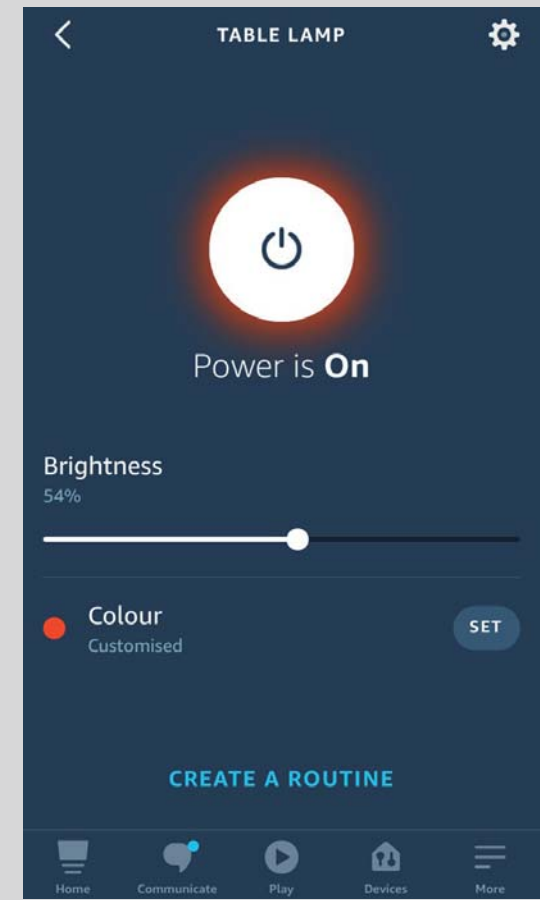 TABLE LAMP
Power is On
Brightness
54%
Colour
Customised
SET
CREATE A ROUTINE
Home Communicate Play Devices More